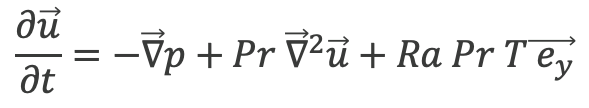 ∂u⃗/∂t = −∇⃗p + Pr ∇⃗²u⃗ + Ra Pr T e⃗_y